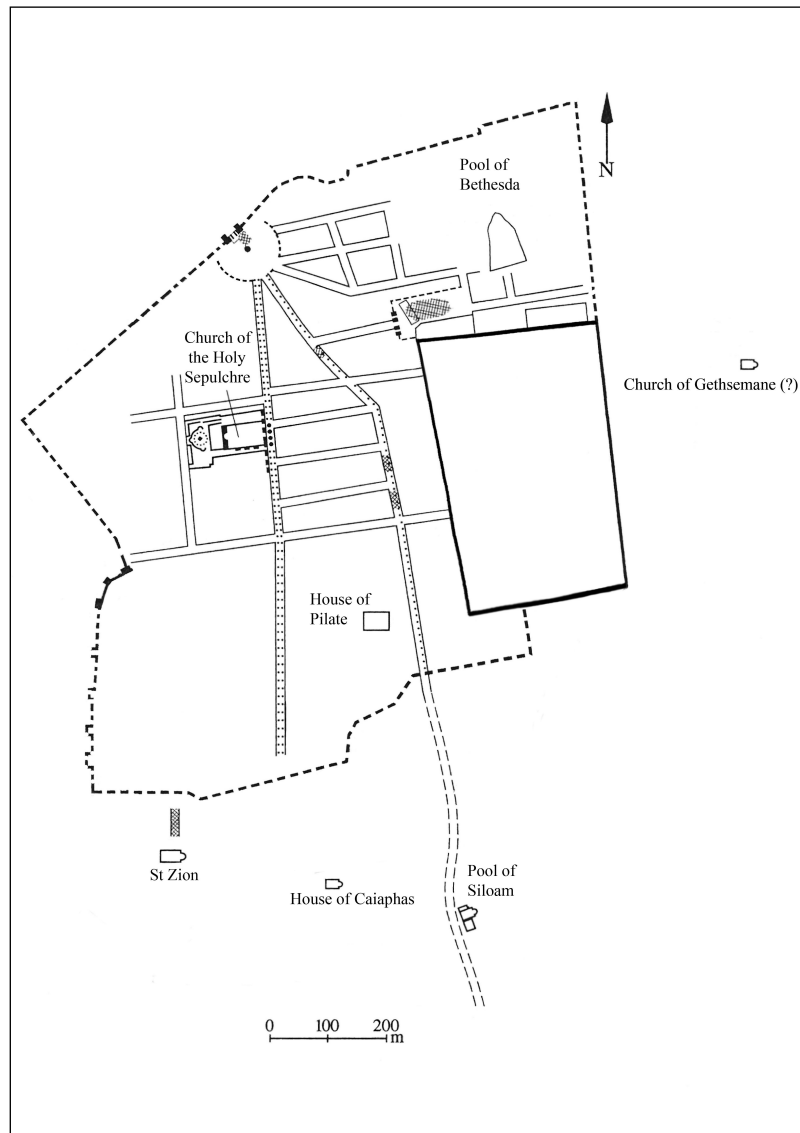 Pool of
Bethesda
N
Church of
the Holy
Sepulchre
Church of Gethsemane (?)
House of
Pilate
St Zion
House of Caiaphas
Pool of
Siloam
0 100 200
m